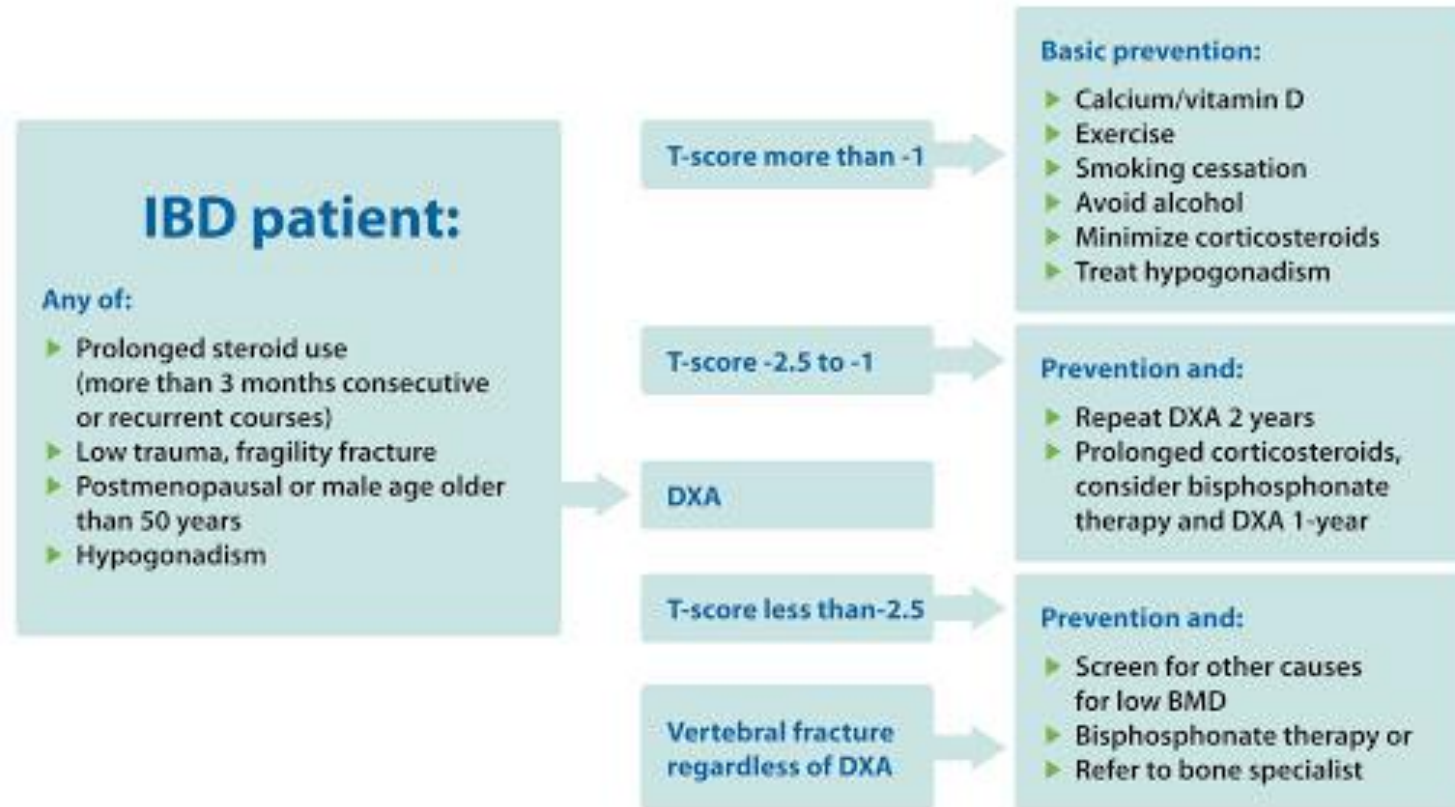 IBD patient:
Any of:
Prolonged steroid use
(more than 3 months consecutive
or recurrent courses)
Low trauma, fragility fracture
Postmenopausal or male age older
than 50 years
Hypogonadism
T-score more than -1
T-score -2.5 to -1
DXA
T-score less than-2.5
Vertebral fracture
regardless of DXA
Basic prevention:
Calcium/vitamin D
Exercise
Smoking cessation
Avoid alcohol
Minimize corticosteroids
Treat hypogonadism
Prevention and:
Repeat DXA 2 years
Prolonged corticosteroids,
consider bisphosphonate
therapy and DXA 1-year
Prevention and:
Screen for other causes
for low BMD
Bisphosphonate therapy or
Refer to bone specialist